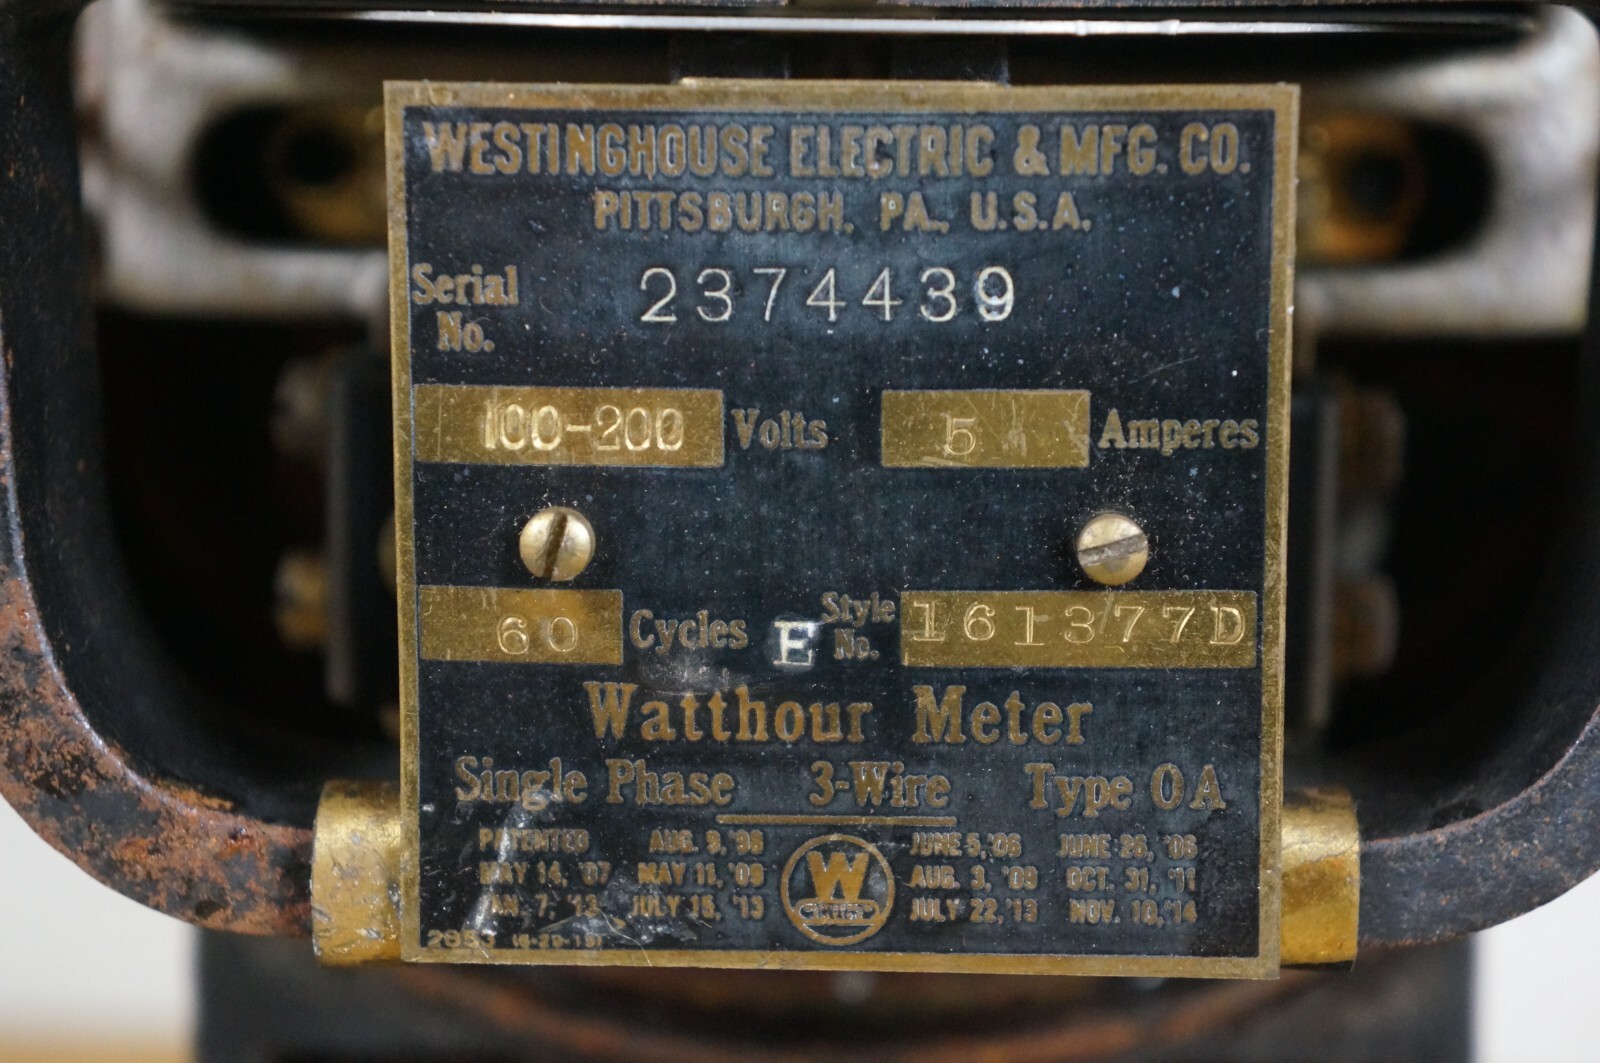 WESTINGHOUSE ELECTRIC & MFG. CO.
PITTSBURGH, PA., U.S.A.
Serial No. 2374439
100-200 Volts 5 Amperes
60 Cycles E Style No. 161377D
Watthour Meter
Single Phase 3-Wire Type OA
PATENTED AUG. 9, '98 JUNE 5, '06 JUNE 26, '06
MAY 14, '07 MAY 11, '09 AUG. 3, '09 OCT. 31, '11
JAN. 7, '13 JULY 15, '13 JULY 22, '13 NOV. 10, '14
W